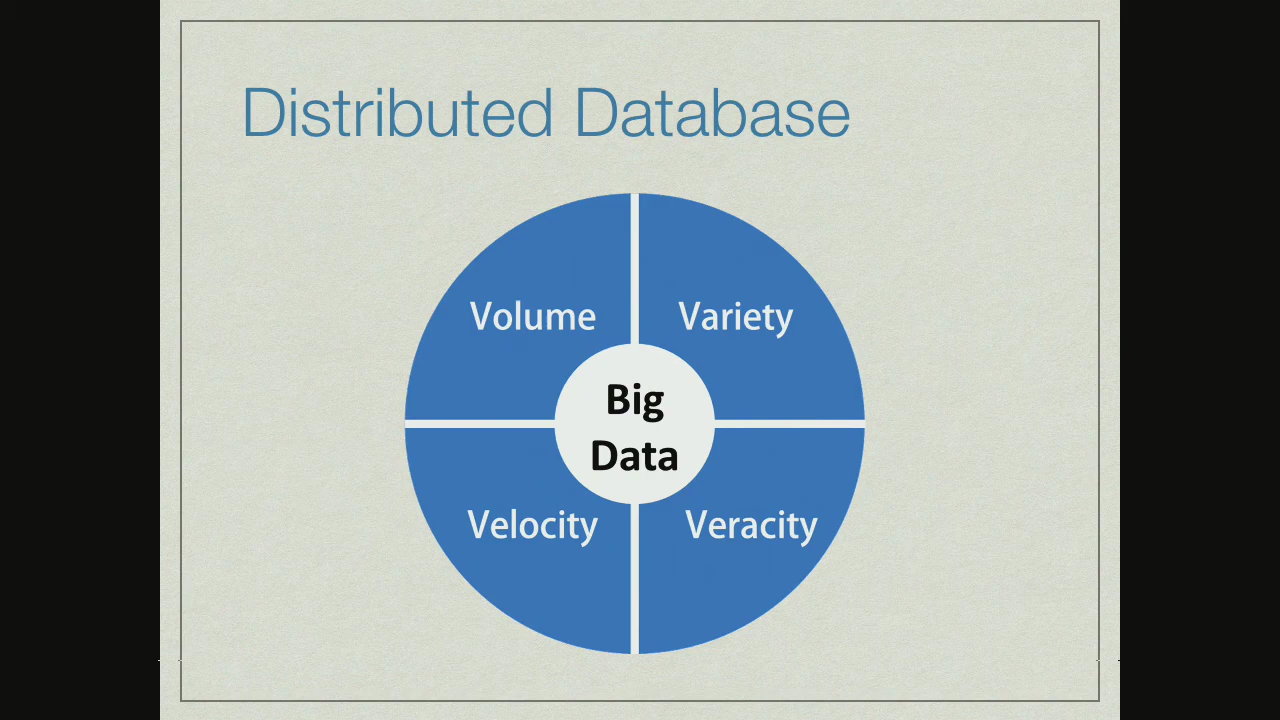 Distributed Database
Volume
Variety
Big
Data
Velocity
Veracity